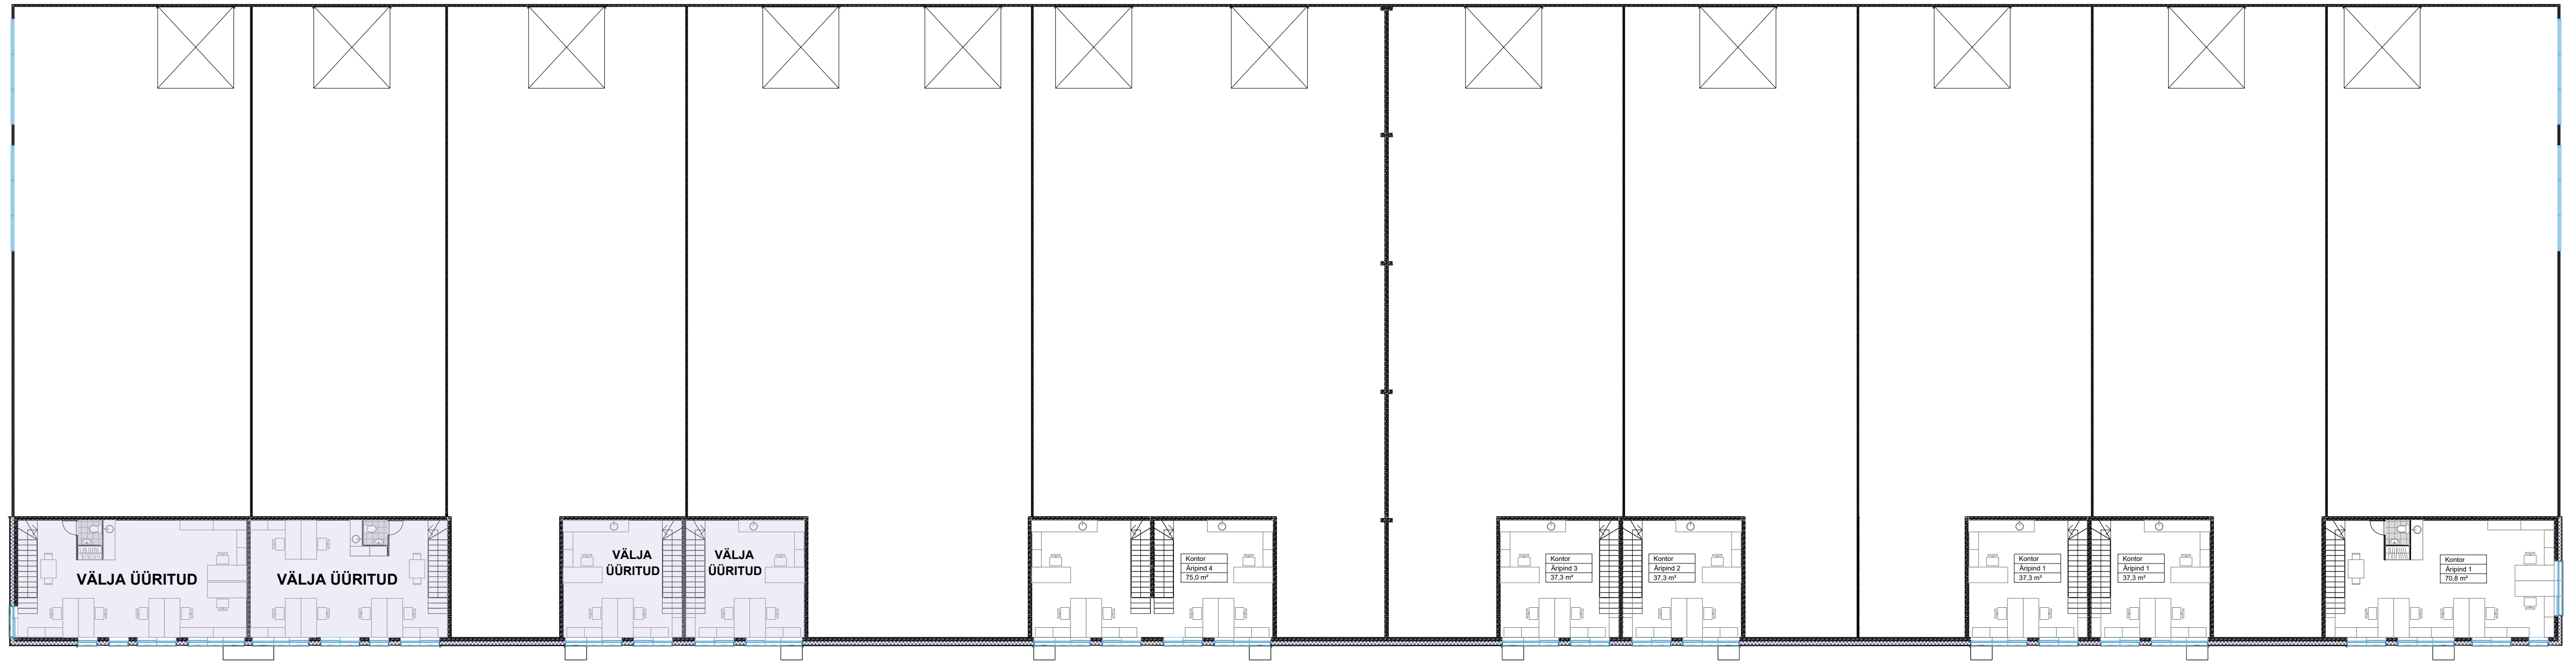 VÄLJA ÜÜRITUD
VÄLJA ÜÜRITUD
VÄLJA
ÜÜRITUD
VÄLJA
ÜÜRITUD
Kontor
Äripind 4
75,0 m²
Kontor
Äripind 3
37,3 m²
Kontor
Äripind 2
37,3 m²
Kontor
Äripind 1
37,3 m²
Kontor
Äripind 1
37,3 m²
Kontor
Äripind 1
70,8 m²